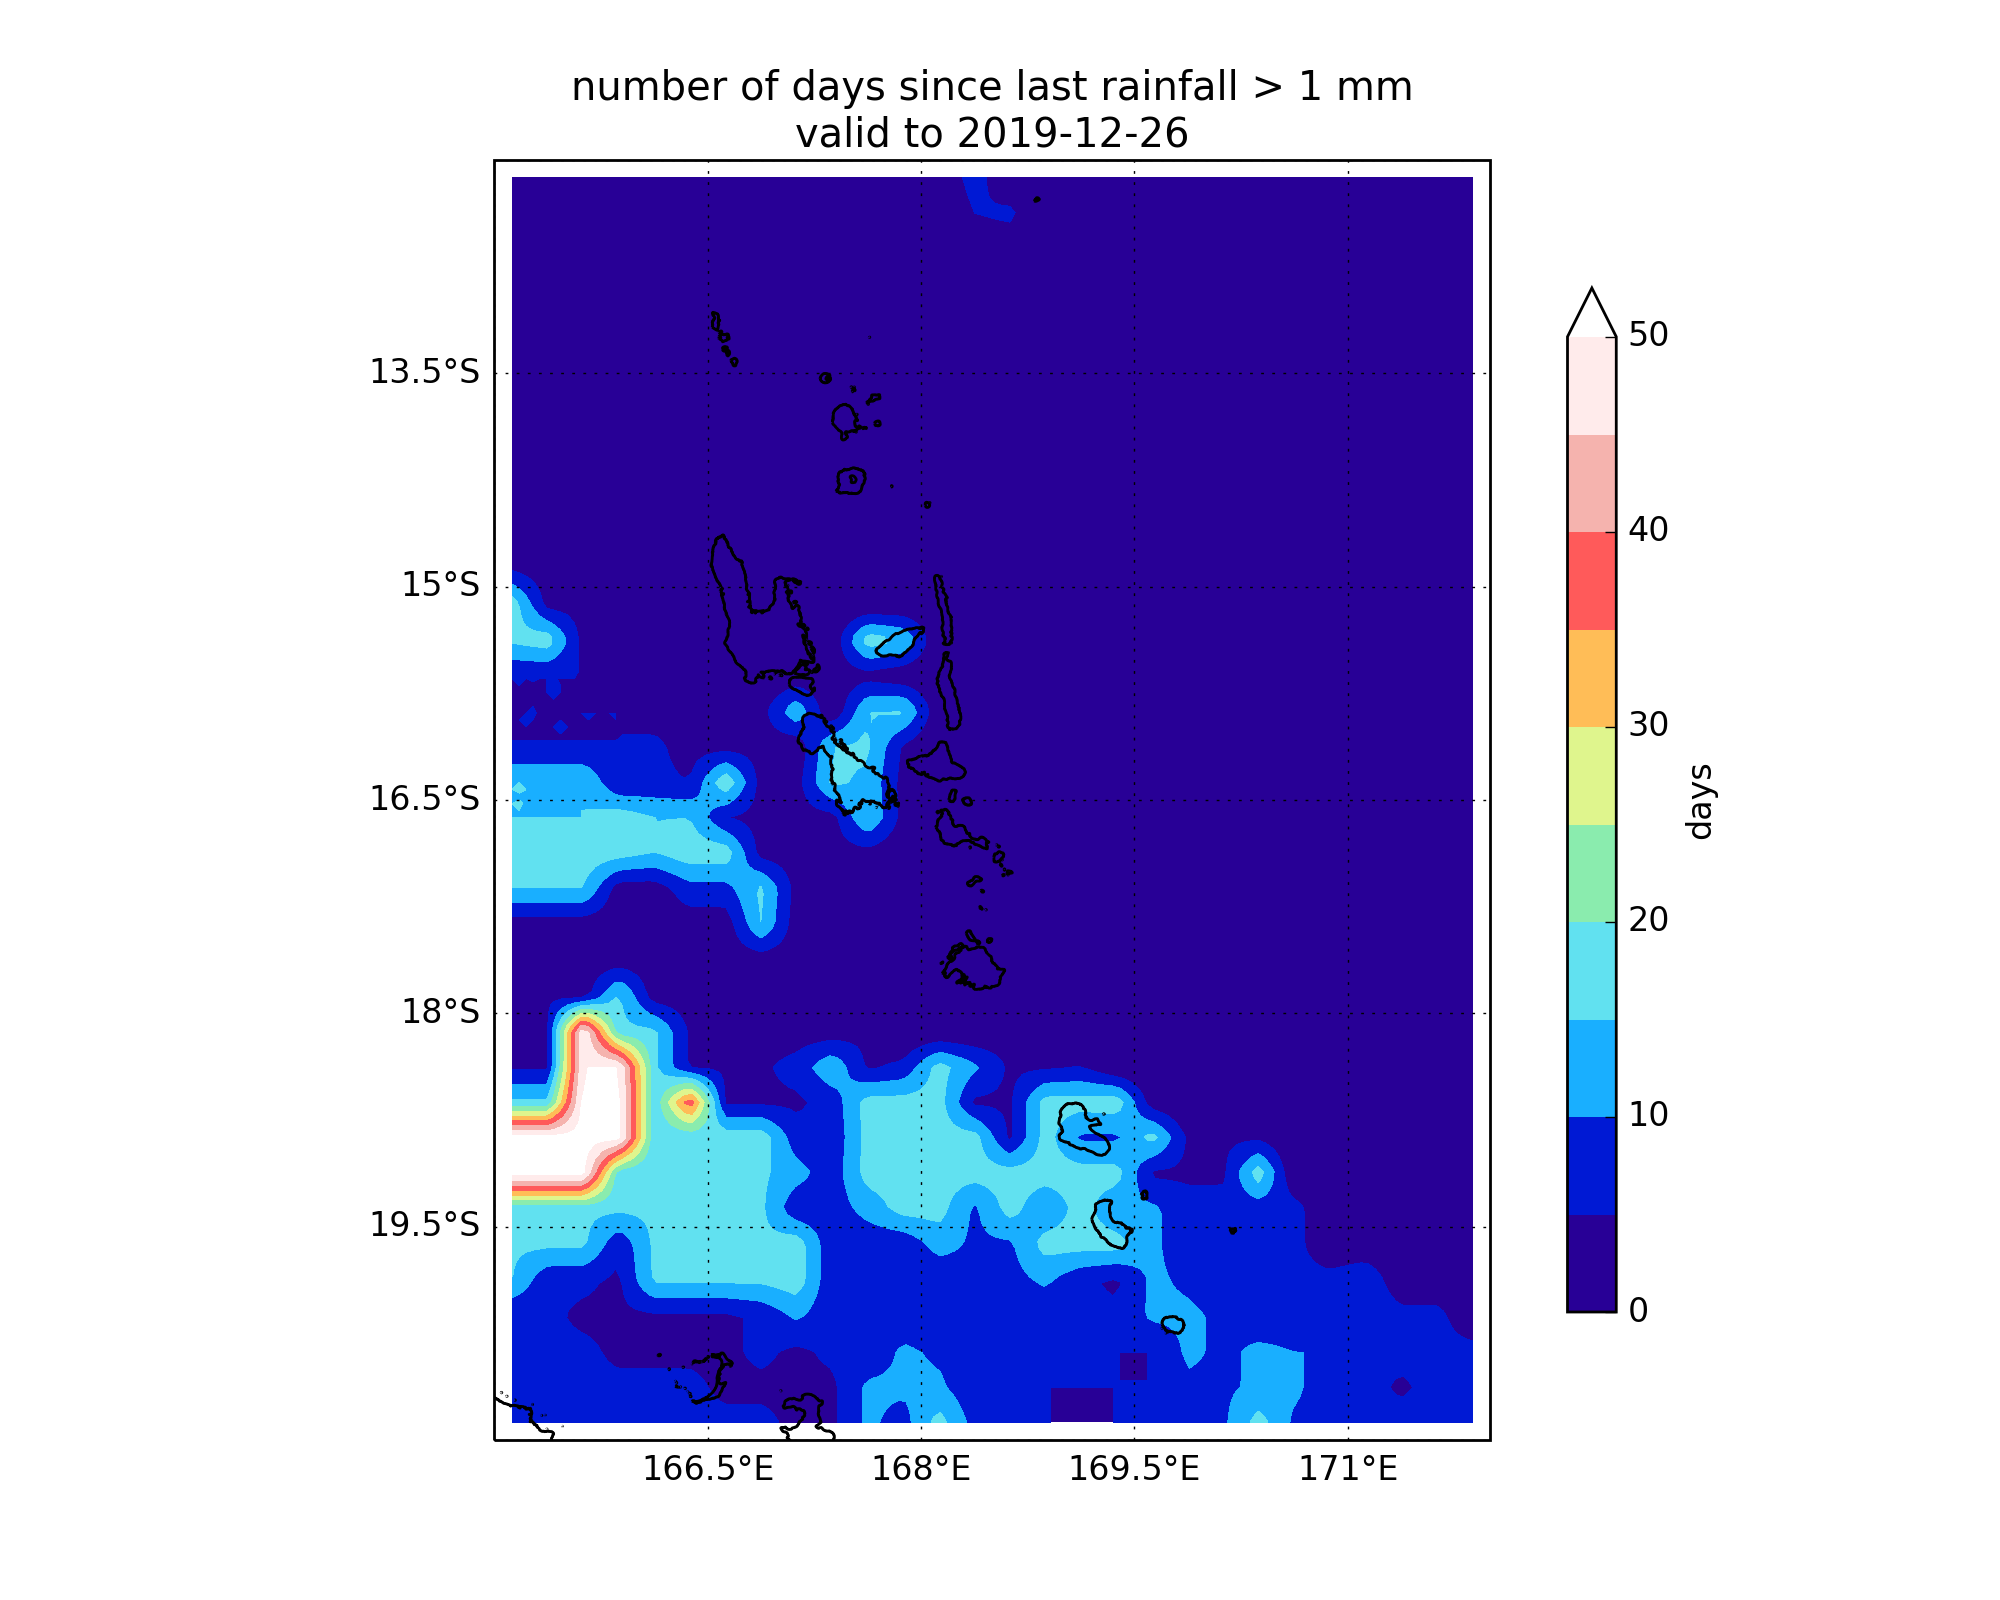 number of days since last rainfall > 1 mm
valid to 2019-12-26
13.5°S
15°S
16.5°S
18°S
19.5°S
166.5°E
168°E
169.5°E
171°E
50
40
30
20
10
0
days